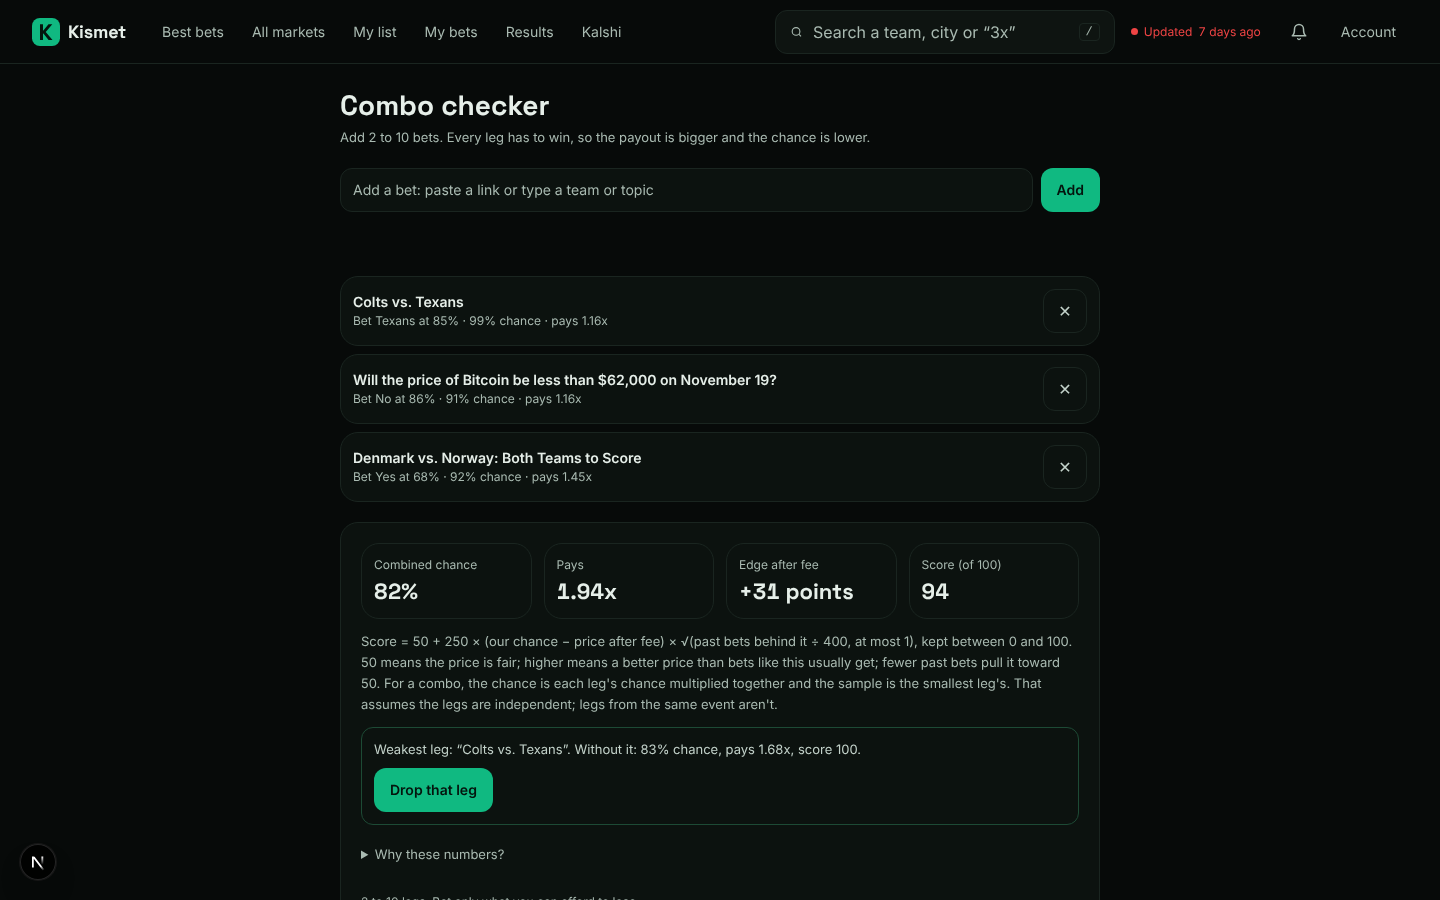 K Kismet Best bets All markets My list My bets Results Kalshi Search a team, city or “3x” / Updated 7 days ago Account
Combo checker
Add 2 to 10 bets. Every leg has to win, so the payout is bigger and the chance is lower.
Add a bet: paste a link or type a team or topic Add
Colts vs. Texans
Bet Texans at 85% · 99% chance · pays 1.16x
Will the price of Bitcoin be less than $62,000 on November 19?
Bet No at 86% · 91% chance · pays 1.16x
Denmark vs. Norway: Both Teams to Score
Bet Yes at 68% · 92% chance · pays 1.45x
Combined chance Pays Edge after fee Score (of 100)
82% 1.94x +31 points 94
Score = 50 + 250 × (our chance − price after fee) × √(past bets behind it ÷ 400, at most 1), kept between 0 and 100.
50 means the price is fair; higher means a better price than bets like this usually get; fewer past bets pull it toward
50. For a combo, the chance is each leg's chance multiplied together and the sample is the smallest leg's. That
assumes the legs are independent; legs from the same event aren't.
Weakest leg: “Colts vs. Texans”. Without it: 83% chance, pays 1.68x, score 100.
Drop that leg
Why these numbers?
N